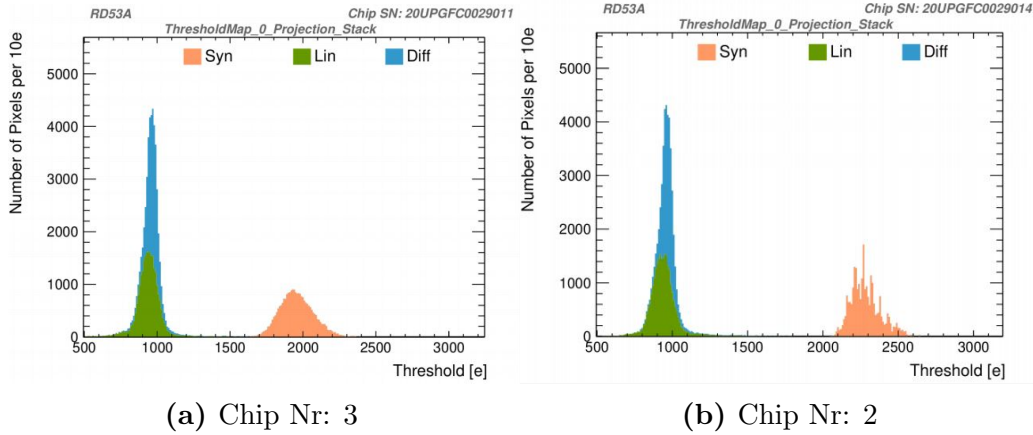 RD53A
Chip SN: 20UPGFC0029011
ThresholdMap_0_Projection_Stack
Syn
Lin
Diff
Number of Pixels per 10e
5000
4000
3000
2000
1000
0
500
1000
1500
2000
2500
3000
Threshold [e]
(a) Chip Nr: 3
RD53A
Chip SN: 20UPGFC0029014
ThresholdMap_0_Projection_Stack
Syn
Lin
Diff
Number of Pixels per 10e
5000
4000
3000
2000
1000
0
500
1000
1500
2000
2500
3000
Threshold [e]
(b) Chip Nr: 2